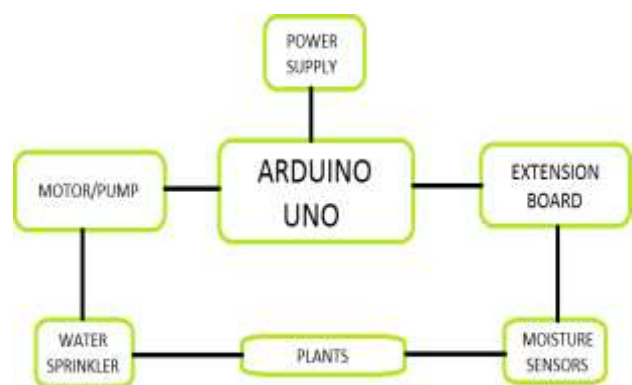 POWER
SUPPLY
MOTOR/PUMP
ARDUINO
UNO
EXTENSION
BOARD
WATER
SPRINKLER
PLANTS
MOISTURE
SENSORS